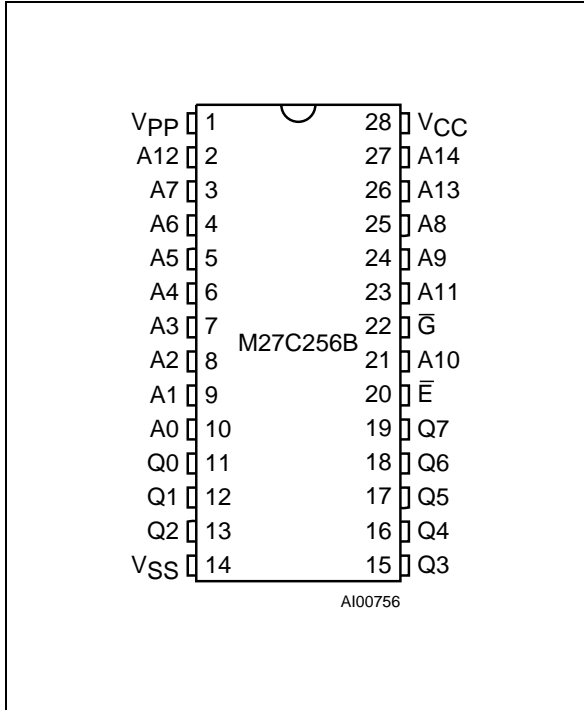 VPP 1 28 VCC
A12 2 27 A14
A7 3 26 A13
A6 4 25 A8
A5 5 24 A9
A4 6 23 A11
A3 7 22 G̅
M27C256B
A2 8 21 A10
A1 9 20 E̅
A0 10 19 Q7
Q0 11 18 Q6
Q1 12 17 Q5
Q2 13 16 Q4
VSS 14 15 Q3
AI00756